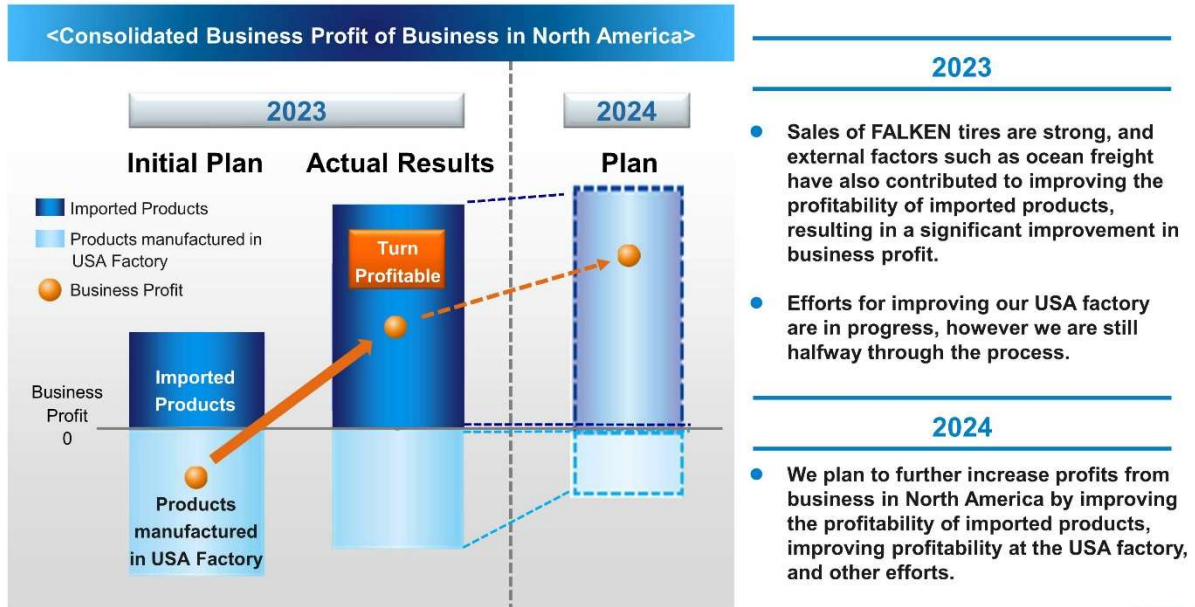 <Consolidated Business Profit of Business in North America>
2023
2024
Initial Plan
Actual Results
Plan
Imported Products
Products manufactured in
USA Factory
Business Profit
Turn
Profitable
Imported
Products
Business
Profit
0
Products
manufactured
in USA Factory
2023
Sales of FALKEN tires are strong, and
external factors such as ocean freight
have also contributed to improving the
profitability of imported products,
resulting in a significant improvement in
business profit.
Efforts for improving our USA factory
are in progress, however we are still
halfway through the process.
2024
We plan to further increase profits from
business in North America by improving
the profitability of imported products,
improving profitability at the USA factory,
and other efforts.